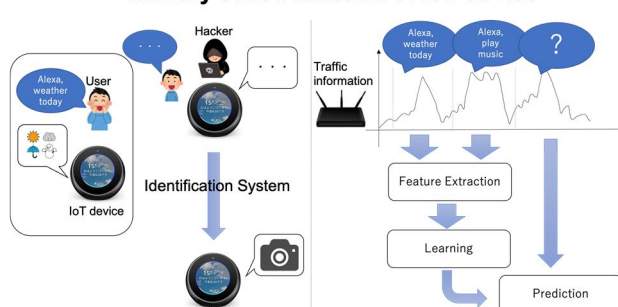 Hacker
. . .
. . .
Alexa,
weather
today
User
IoT device
Identification System
Traffic
information
Alexa,
weather
today
Alexa,
play
music
?
Feature Extraction
Learning
Prediction